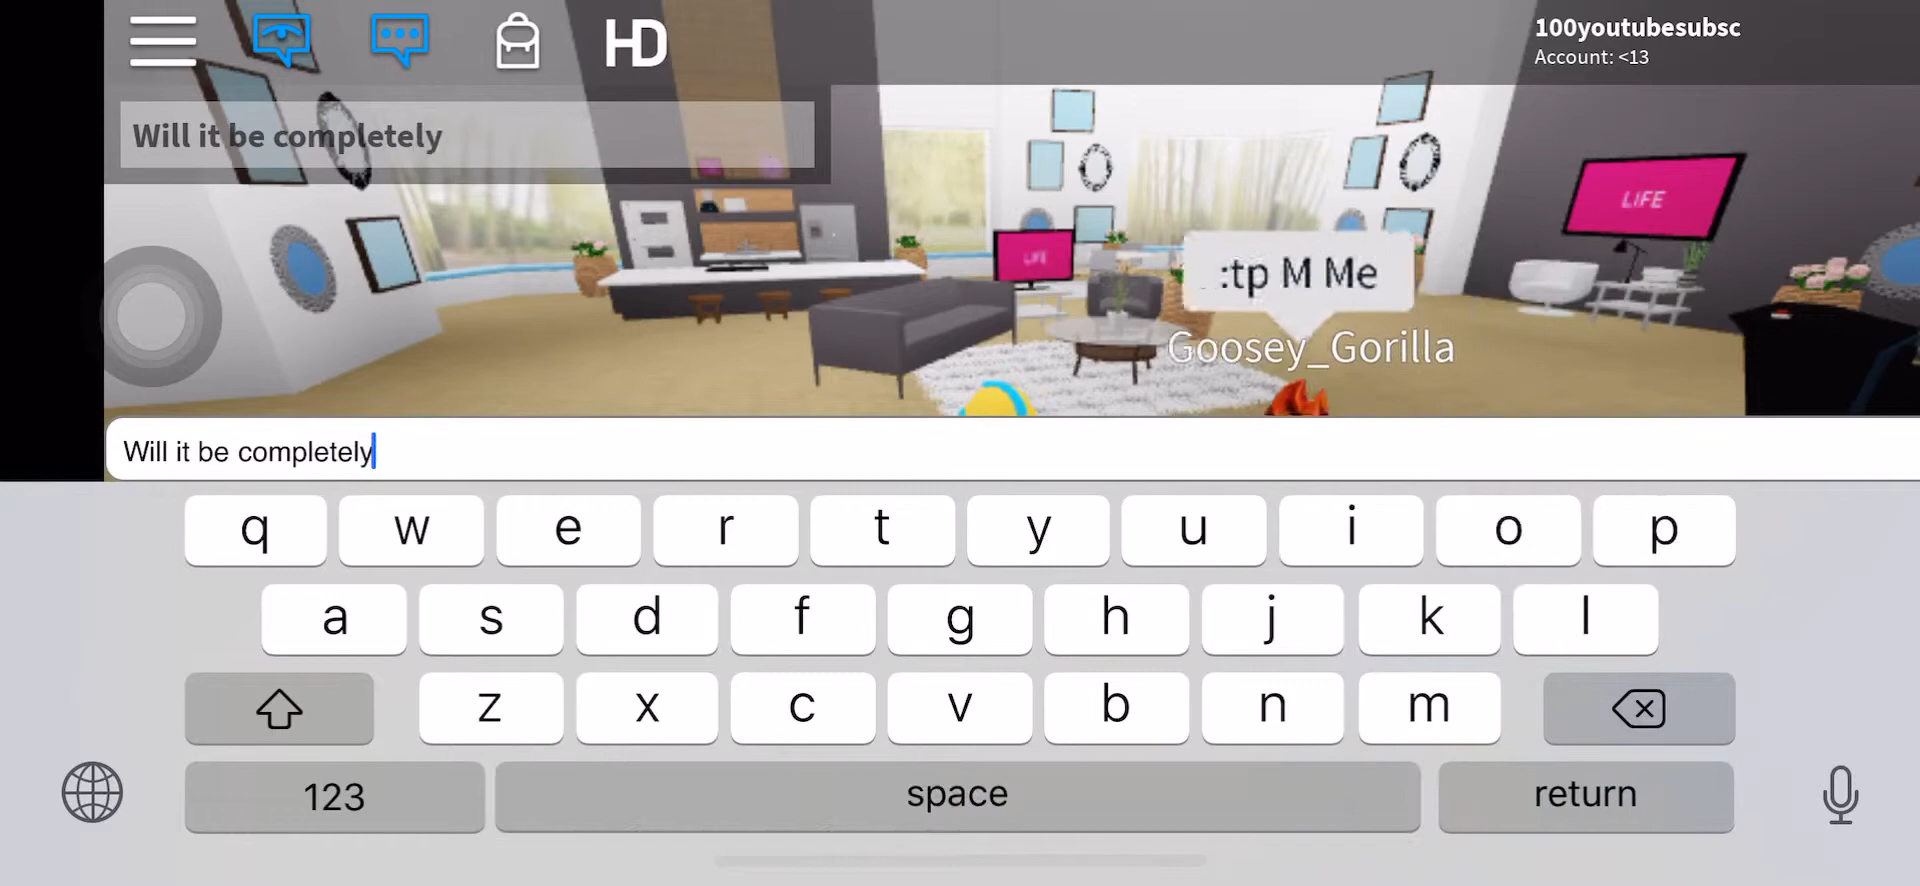 HD
100youtubesubsc
Account: <13
Will it be completely
LIFE
LIFE
:tp M Me
Goosey_Gorilla
Will it be completely
q w e r t y u i o p
a s d f g h j k l
z x c v b n m
123 space return